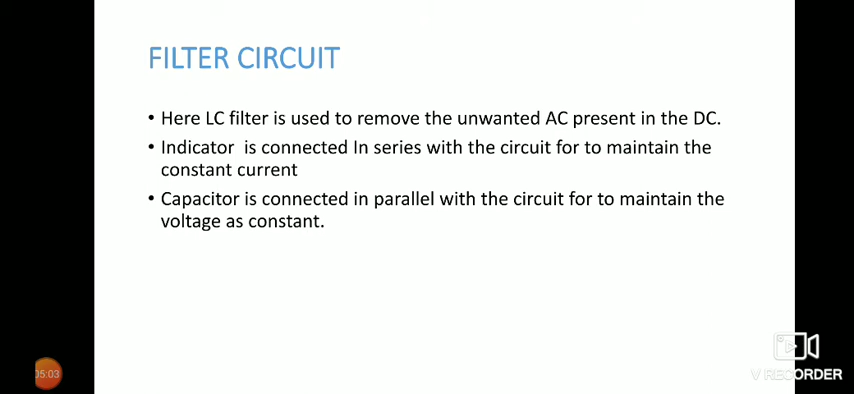 FILTER CIRCUIT
• Here LC filter is used to remove the unwanted AC present in the DC.
• Indicator is connected In series with the circuit for to maintain the
constant current
• Capacitor is connected in parallel with the circuit for to maintain the
voltage as constant.
05:03
V RECORDER